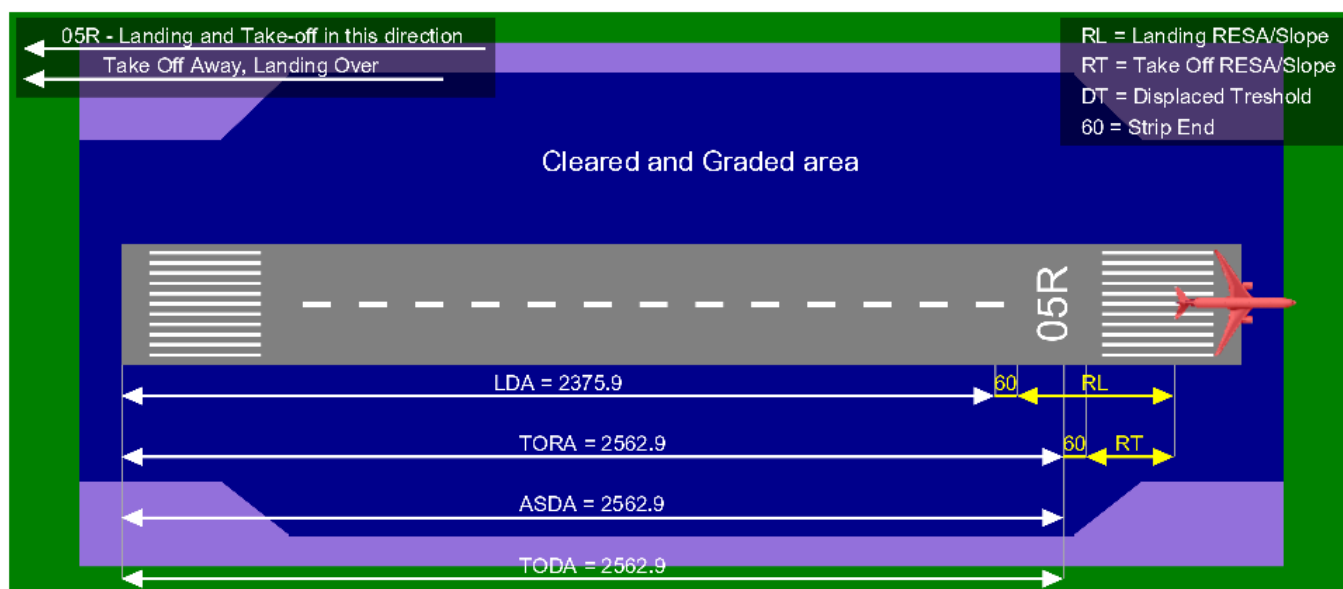 05R - Landing and Take-off in this direction
Take Off Away, Landing Over
RL = Landing RESA/Slope
RT = Take Off RESA/Slope
DT = Displaced Treshold
60 = Strip End
Cleared and Graded area
05R
LDA = 2375.9
60
RL
TORA = 2562.9
60
RT
ASDA = 2562.9
TODA = 2562.9